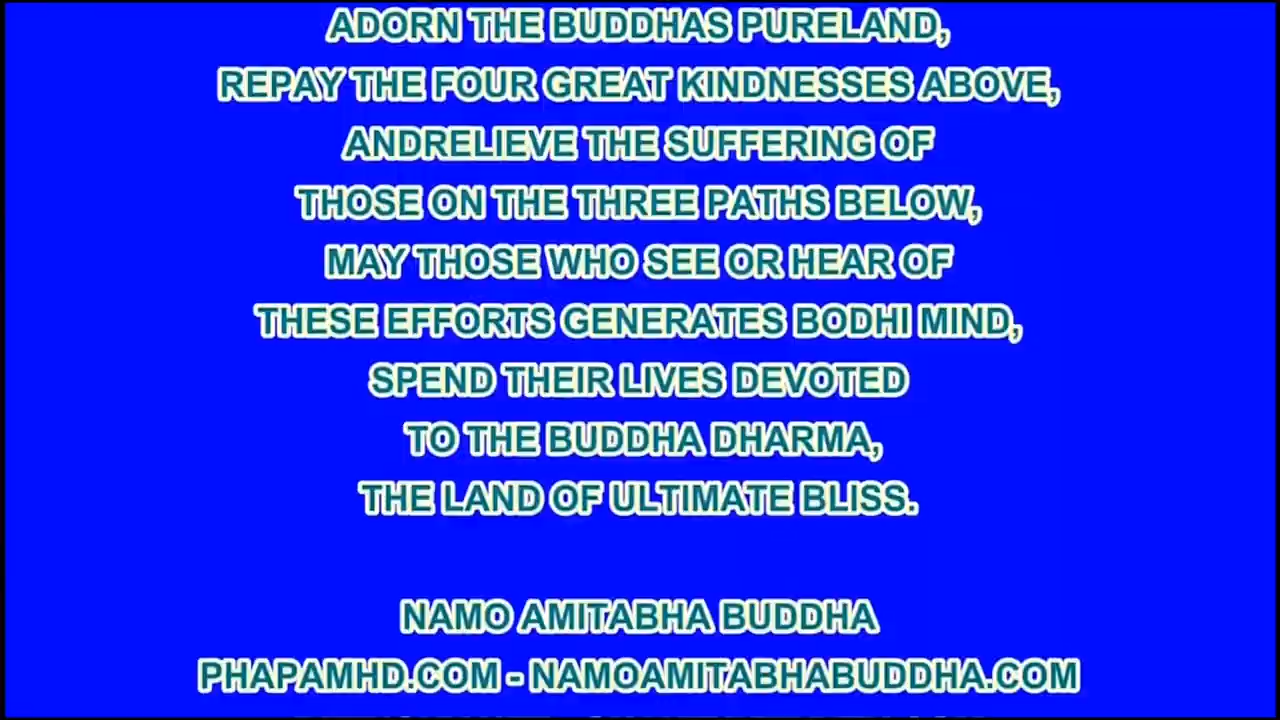 ADORN THE BUDDHAS PURELAND,
REPAY THE FOUR GREAT KINDNESSES ABOVE,
ANDRELIEVE THE SUFFERING OF
THOSE ON THE THREE PATHS BELOW,
MAY THOSE WHO SEE OR HEAR OF
THESE EFFORTS GENERATES BODHI MIND,
SPEND THEIR LIVES DEVOTED
TO THE BUDDHA DHARMA,
THE LAND OF ULTIMATE BLISS.
NAMO AMITABHA BUDDHA
PHAPAMHD.COM - NAMOAMITABHABUDDHA.COM